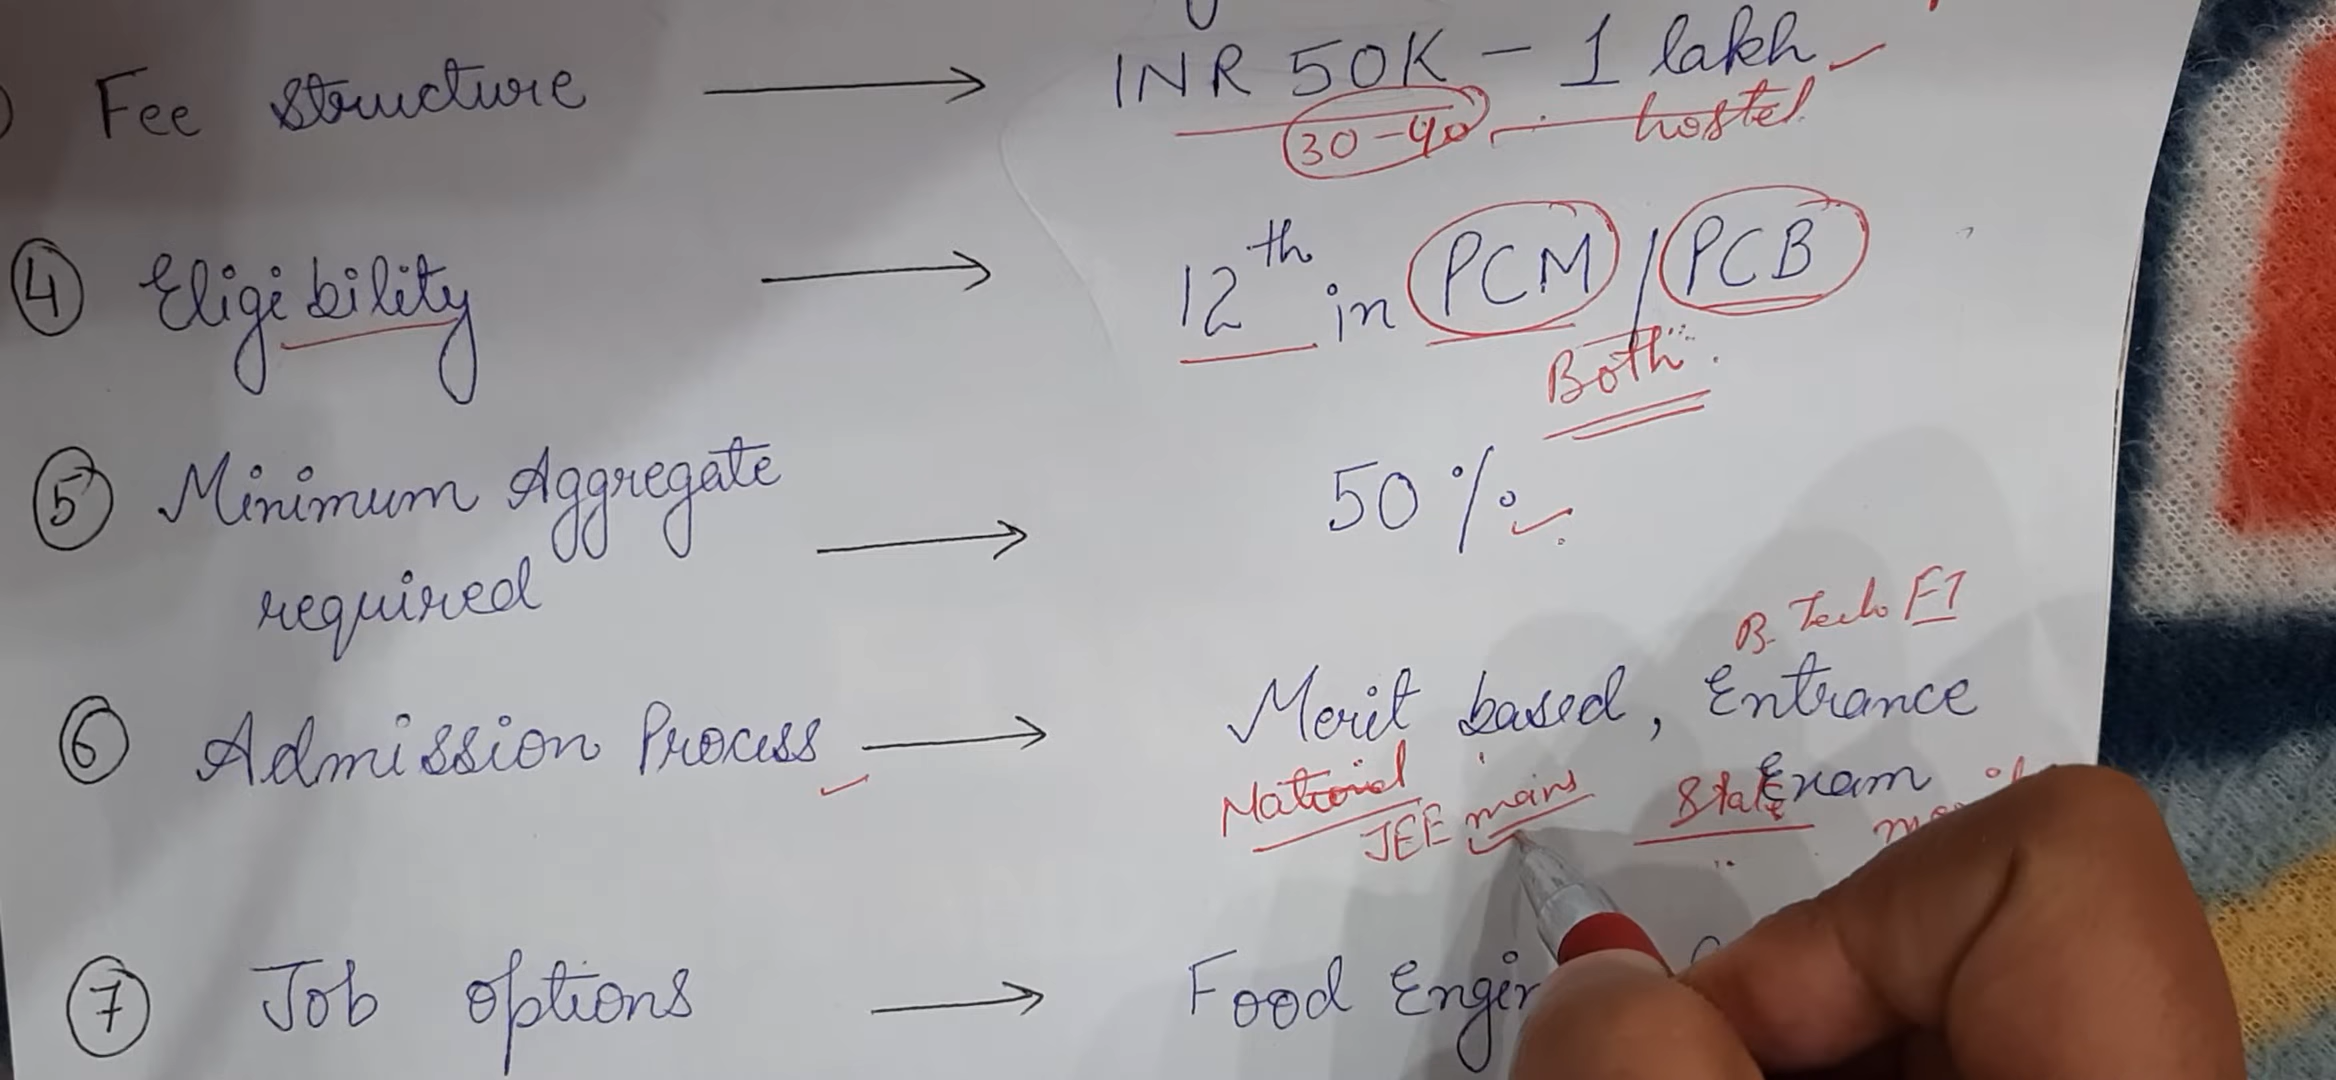 Fee Structure → INR 50K - 1 lakh
30-40 hostel
④ Eligibility → 12th in PCM / PCB
Both
⑤ Minimum Aggregate required → 50%
B. Tech FT
⑥ Admission Process → Merit based, Entrance Exam
National State
JEE mains
⑦ Job options → Food